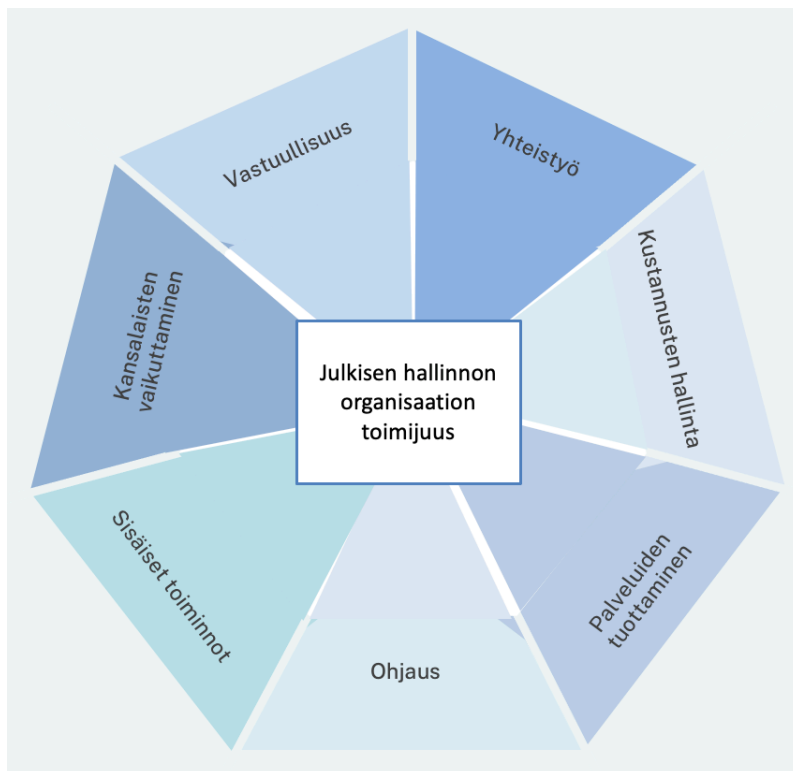 Vastuullisuus
Yhteistyö
Kustannusten hallinta
Palveluiden
tuottaminen
Ohjaus
Sisäiset toiminnot
Kansalaisten
vaikuttaminen
Julkisen hallinnon
organisaation
toimijuus